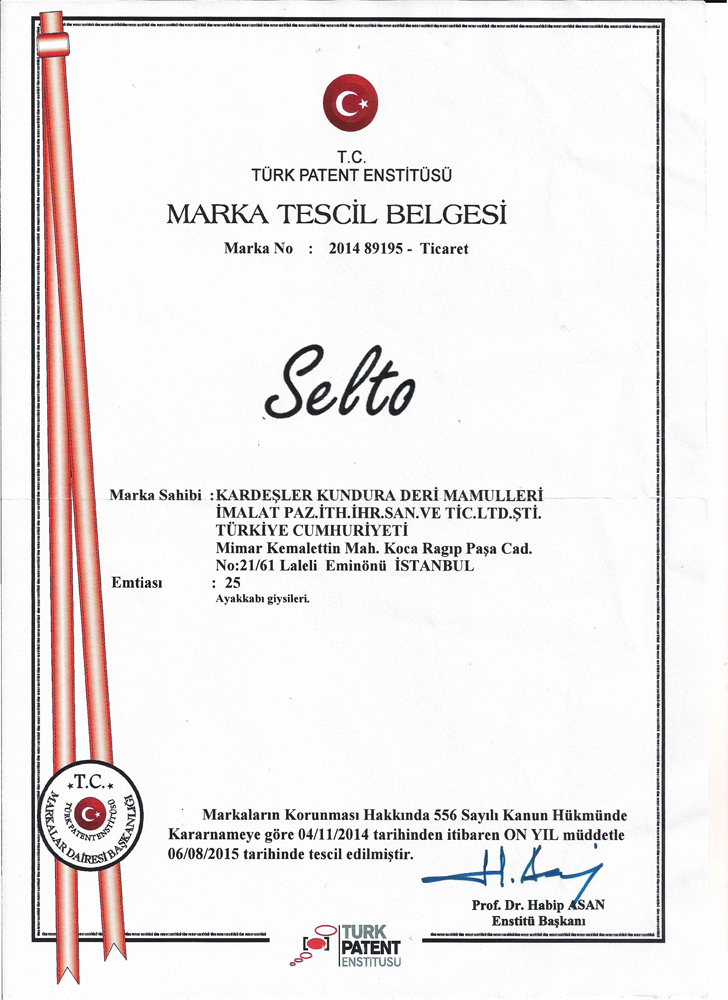 T.C.
TÜRK PATENT ENSTİTÜSÜ
MARKA TESCİL BELGESİ
Marka No : 2014 89195 - Ticaret
Selto
Marka Sahibi : KARDEŞLER KUNDURA DERİ MAMULLERİ
İMALAT PAZ.İTH.İHR.SAN.VE TİC.LTD.ŞTİ.
TÜRKİYE CUMHURİYETİ
Mimar Kemalettin Mah. Koca Ragıp Paşa Cad.
No:21/61 Laleli Eminönü İSTANBUL
Emtiası : 25
Ayakkabı giysileri.
T.C.
MARKALAR DAİRESİ BAŞKANLIĞI
TÜRK PATENT ENSTİTÜSÜ
Markaların Korunması Hakkında 556 Sayılı Kanun Hükmünde
Kararnameye göre 04/11/2014 tarihinden itibaren ON YIL müddetle
06/08/2015 tarihinde tescil edilmiştir.
H. Asan
Prof. Dr. Habip ASAN
Enstitü Başkanı
TURK
PATENT
ENSTITUSU